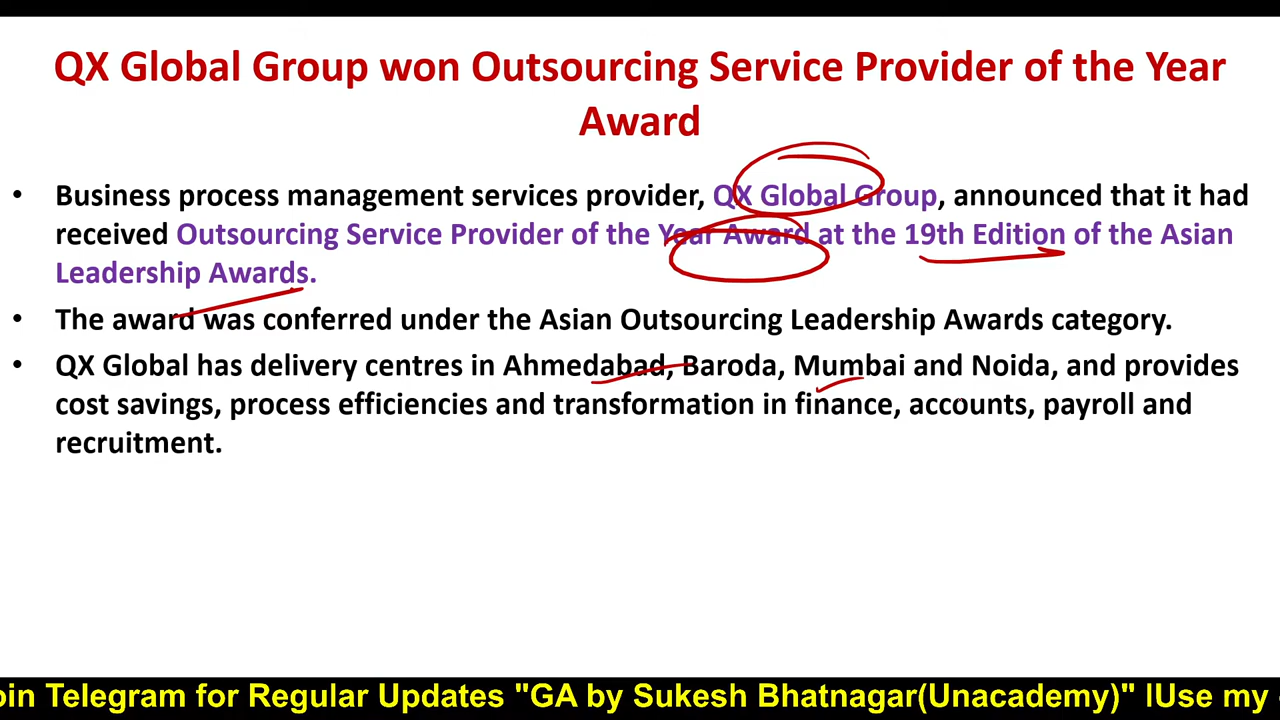 QX Global Group won Outsourcing Service Provider of the Year
Award
• Business process management services provider, QX Global Group, announced that it had
received Outsourcing Service Provider of the Year Award at the 19th Edition of the Asian
Leadership Awards.
• The award was conferred under the Asian Outsourcing Leadership Awards category.
• QX Global has delivery centres in Ahmedabad, Baroda, Mumbai and Noida, and provides
cost savings, process efficiencies and transformation in finance, accounts, payroll and
recruitment.
oin Telegram for Regular Updates "GA by Sukesh Bhatnagar(Unacademy)" lUse my